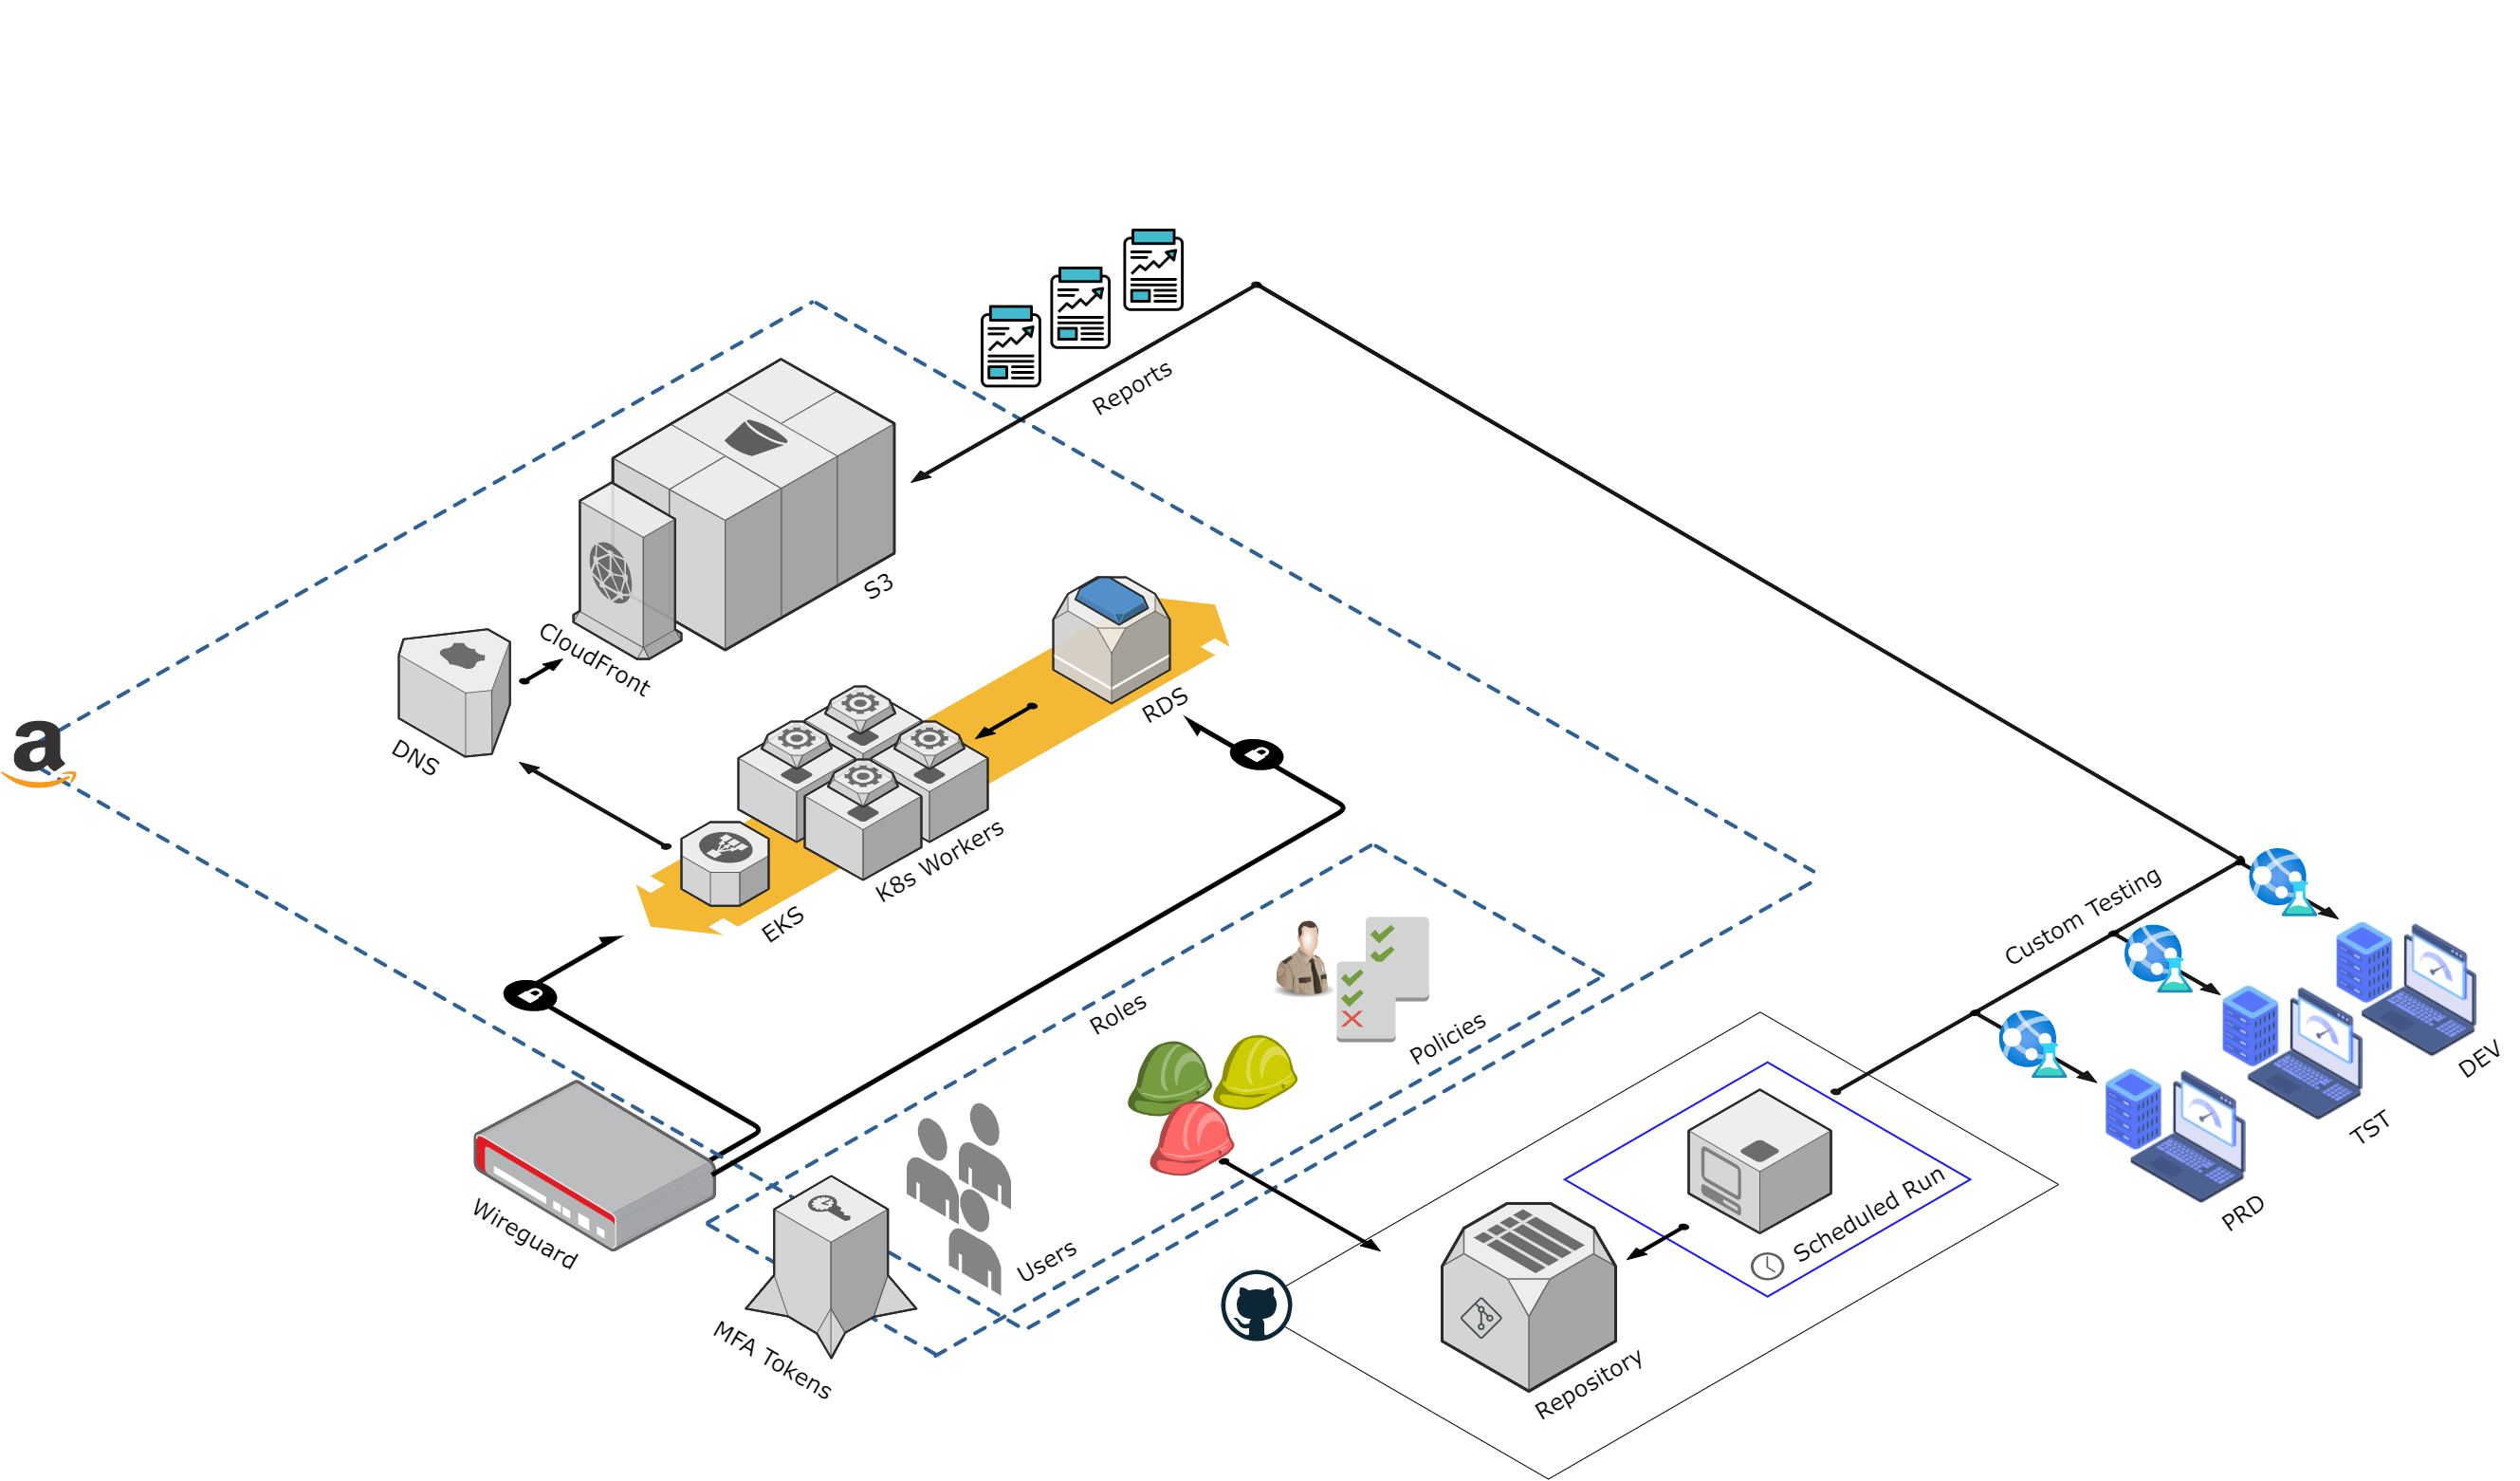 Reports
S3
CloudFront
RDS
DNS
K8s Workers
EKS
Custom Testing
Roles
Policies
DEV
TST
PRD
Wireguard
Users
Scheduled Run
MFA Tokens
Repository
a